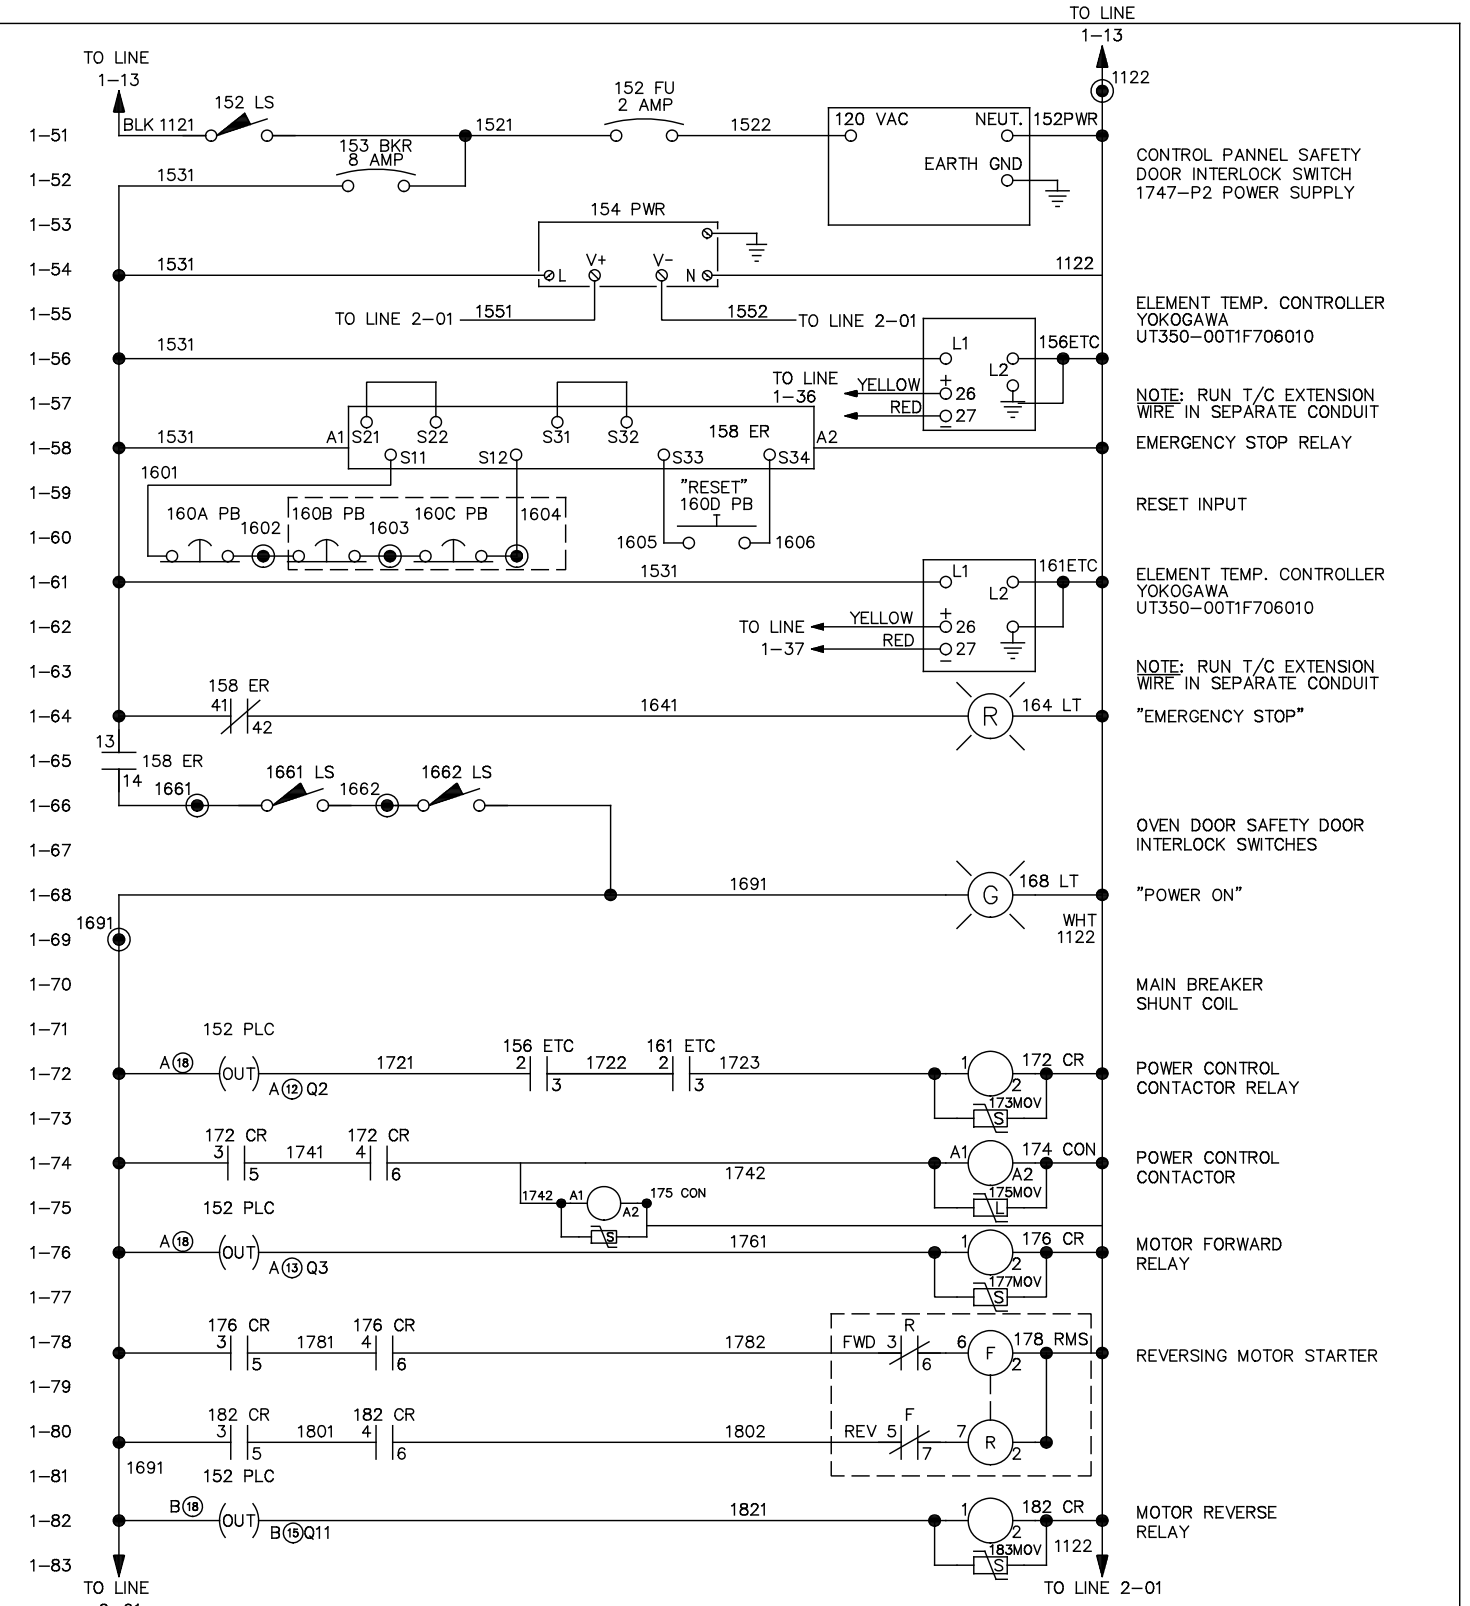 TO LINE
1-13
TO LINE
1-13
1122
1-51
BLK 1121
152 LS
1521
152 FU
2 AMP
1522
120 VAC
NEUT.
152PWR
153 BKR
8 AMP
EARTH GND
CONTROL PANNEL SAFETY
DOOR INTERLOCK SWITCH
1747-P2 POWER SUPPLY
1-52
1531
1-53
154 PWR
1-54
1531
L
V+
V-
N
1122
1-55
TO LINE 2-01
1551
1552
TO LINE 2-01
ELEMENT TEMP. CONTROLLER
YOKOGAWA
UT350-00T1F706010
1-56
1531
L1
L2
156ETC
1-57
TO LINE
1-36
YELLOW
RED
+
26
27
-
NOTE: RUN T/C EXTENSION
WIRE IN SEPARATE CONDUIT
1-58
1531
A1
S21
S22
S31
S32
158 ER
A2
S11
S12
S33
S34
EMERGENCY STOP RELAY
1-59
1601
"RESET"
160D PB
RESET INPUT
160A PB
1602
160B PB
1603
160C PB
1604
1-60
1605
1606
1-61
1531
L1
L2
161ETC
ELEMENT TEMP. CONTROLLER
YOKOGAWA
UT350-00T1F706010
1-62
TO LINE
1-37
YELLOW
RED
+
26
27
-
1-63
NOTE: RUN T/C EXTENSION
WIRE IN SEPARATE CONDUIT
1-64
158 ER
41
42
1641
R
164 LT
"EMERGENCY STOP"
1-65
13
14
158 ER
1-66
1661
1661 LS
1662
1662 LS
1-67
OVEN DOOR SAFETY DOOR
INTERLOCK SWITCHES
1-68
1691
G
168 LT
"POWER ON"
1-69
1691
WHT
1122
1-70
MAIN BREAKER
SHUNT COIL
1-71
152 PLC
1-72
A 18
OUT
A 12 Q2
1721
156 ETC
2
3
1722
161 ETC
2
3
1723
1
2
172 CR
POWER CONTROL
CONTACTOR RELAY
1-73
173MOV
S
1-74
172 CR
3
5
1741
172 CR
4
6
1742
A1
A2
174 CON
POWER CONTROL
CONTACTOR
1-75
152 PLC
1742
A1
A2
175 CON
S
175MOV
L
1-76
A 18
OUT
A 13 Q3
1761
1
2
176 CR
MOTOR FORWARD
RELAY
1-77
177MOV
S
1-78
176 CR
3
5
1781
176 CR
4
6
1782
FWD
R
3
6
6
F
2
178 RMS
REVERSING MOTOR STARTER
1-79
1-80
182 CR
3
5
1801
182 CR
4
6
1802
REV
F
5
7
7
R
2
1691
1-81
152 PLC
1-82
B 18
OUT
B 15 Q11
1821
1
2
182 CR
MOTOR REVERSE
RELAY
1-83
183MOV
S
1122
TO LINE
TO LINE 2-01